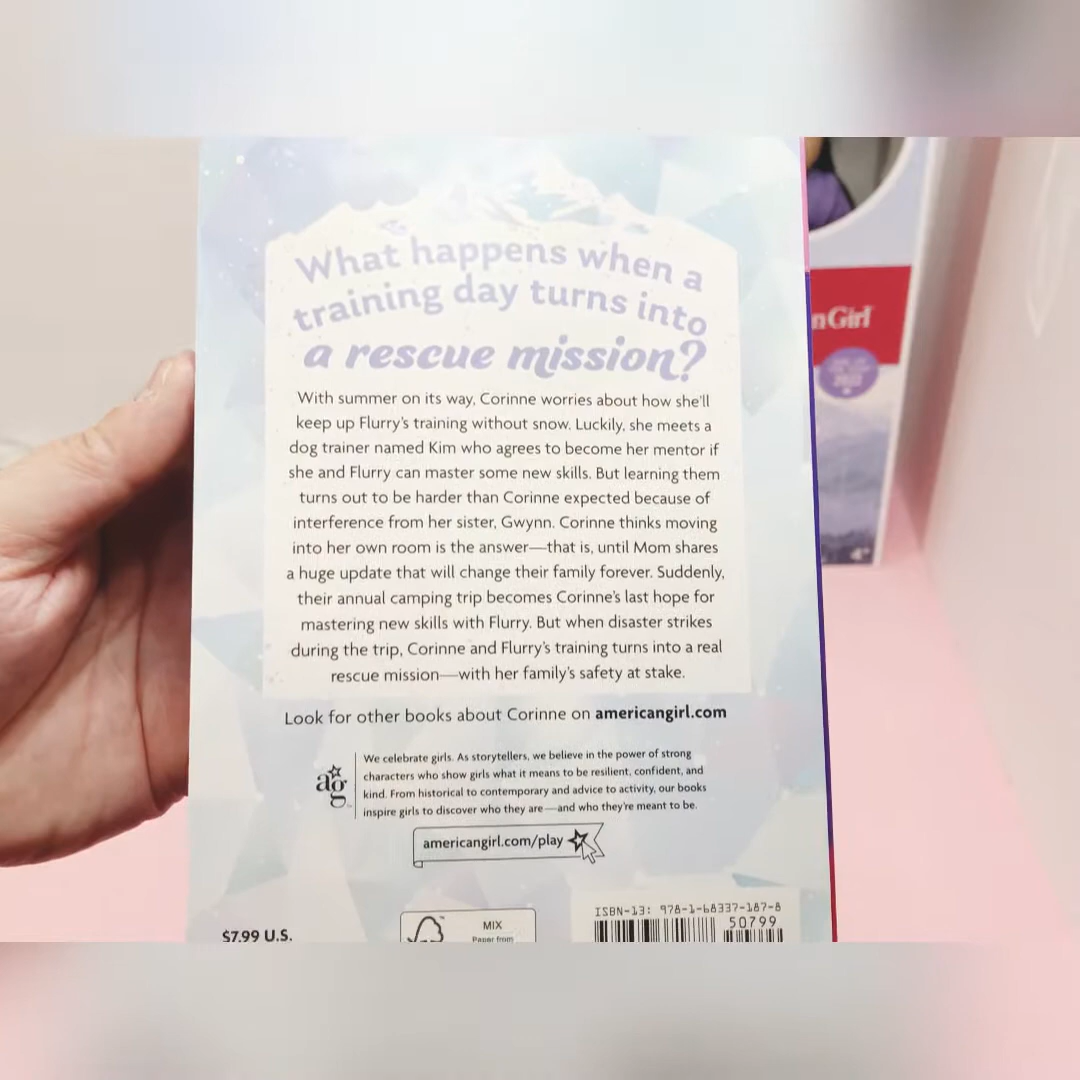 What happens when a
training day turns into
a rescue mission?
With summer on its way, Corinne worries about how she'll
keep up Flurry's training without snow. Luckily, she meets a
dog trainer named Kim who agrees to become her mentor if
she and Flurry can master some new skills. But learning them
turns out to be harder than Corinne expected because of
interference from her sister, Gwynn. Corinne thinks moving
into her own room is the answer—that is, until Mom shares
a huge update that will change their family forever. Suddenly,
their annual camping trip becomes Corinne's last hope for
mastering new skills with Flurry. But when disaster strikes
during the trip, Corinne and Flurry's training turns into a real
rescue mission—with her family's safety at stake.
Look for other books about Corinne on americangirl.com
ag
We celebrate girls. As storytellers, we believe in the power of strong
characters who show girls what it means to be resilient, confident, and
kind. From historical to contemporary and advice to activity, our books
inspire girls to discover who they are—and who they're meant to be.
americangirl.com/play
$7.99 U.S.
MIX
Paper from
ISBN-13: 978-1-68337-187-8
50799
nGirl